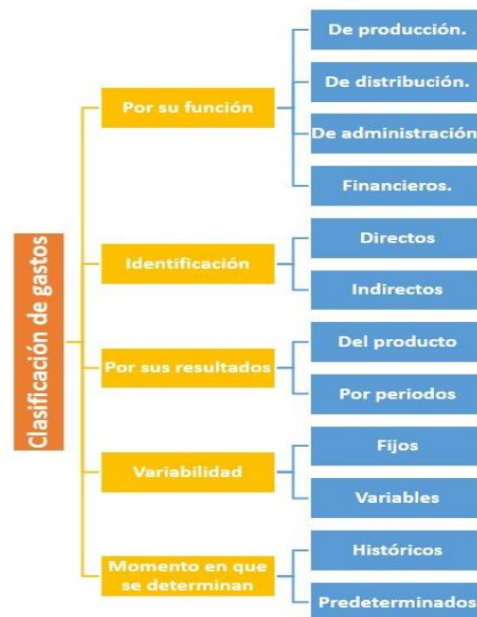 Clasificación de gastos
Por su función
De producción.
De distribución.
De administración
Financieros.
Identificación
Directos
Indirectos
Por sus resultados
Del producto
Por periodos
Variabilidad
Fijos
Variables
Momento en que
se determinan
Históricos
Predeterminados